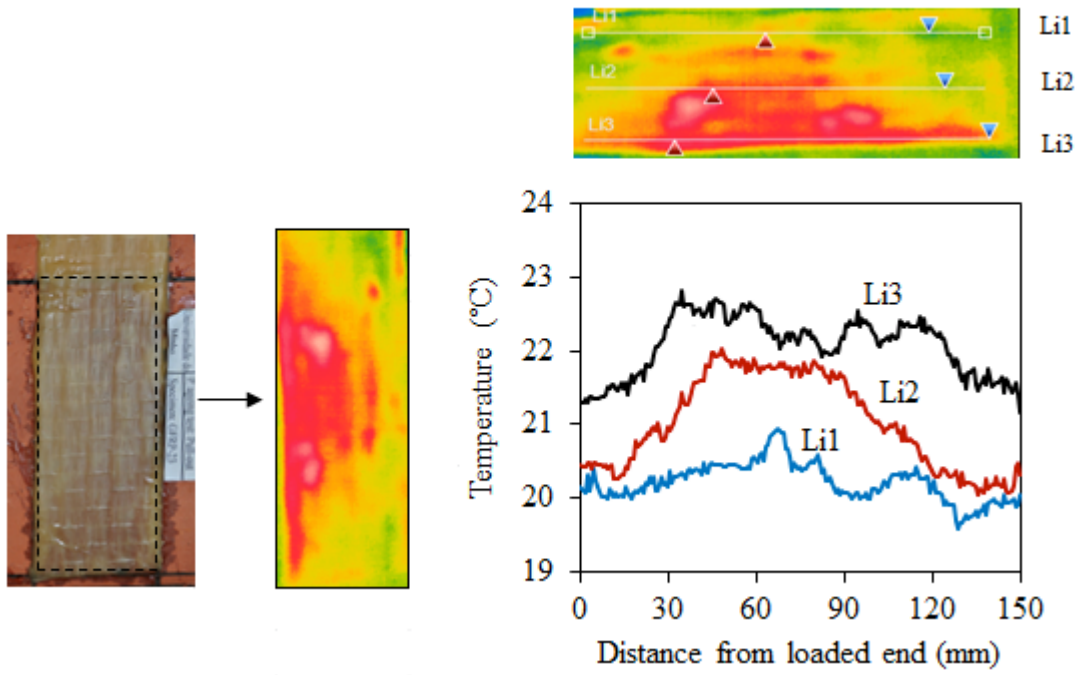 Li1
Li1
Li2
Li2
Li3
Li3
24
23
22
21
20
19
Temperature (°C)
Li3
Li2
Li1
0 30 60 90 120 150
Distance from loaded end (mm)